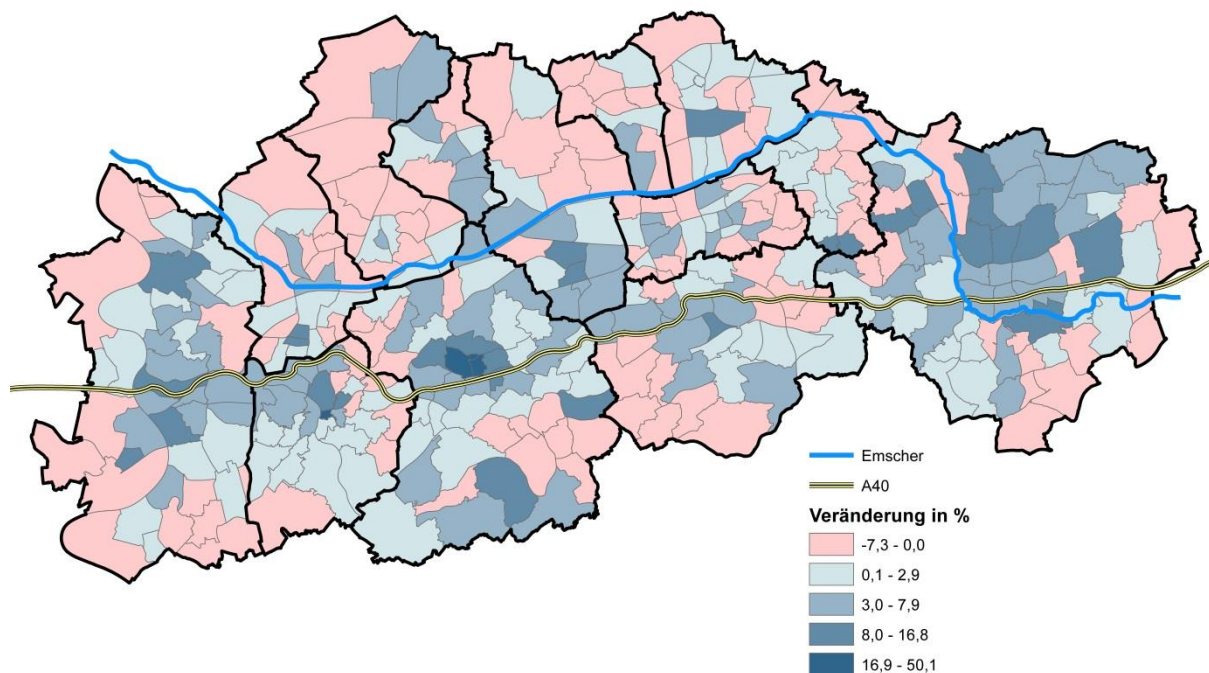 Emscher
A40
Veränderung in %
-7,3 - 0,0
0,1 - 2,9
3,0 - 7,9
8,0 - 16,8
16,9 - 50,1